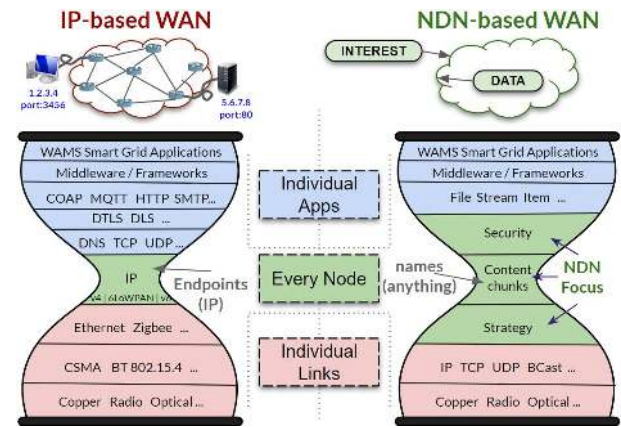 IP-based WAN
NDN-based WAN
1.2.3.4
port:3456
5.6.7.8
port:80
INTEREST
DATA
WAMS Smart Grid Applications
Middleware / Frameworks
COAP MQTT HTTP SMTP...
DTLS DLS ...
DNS TCP UDP ...
IP
v4 | 6LoWPAN | v6
Ethernet Zigbee ...
CSMA BT 802.15.4 ...
Copper Radio Optical ...
Endpoints
(IP)
Individual
Apps
Every Node
Individual
Links
names
(anything)
WAMS Smart Grid Applications
Middleware / Frameworks
File Stream Item ...
Security
Content
chunks
Strategy
IP TCP UDP BCast ...
Copper Radio Optical ...
NDN
Focus